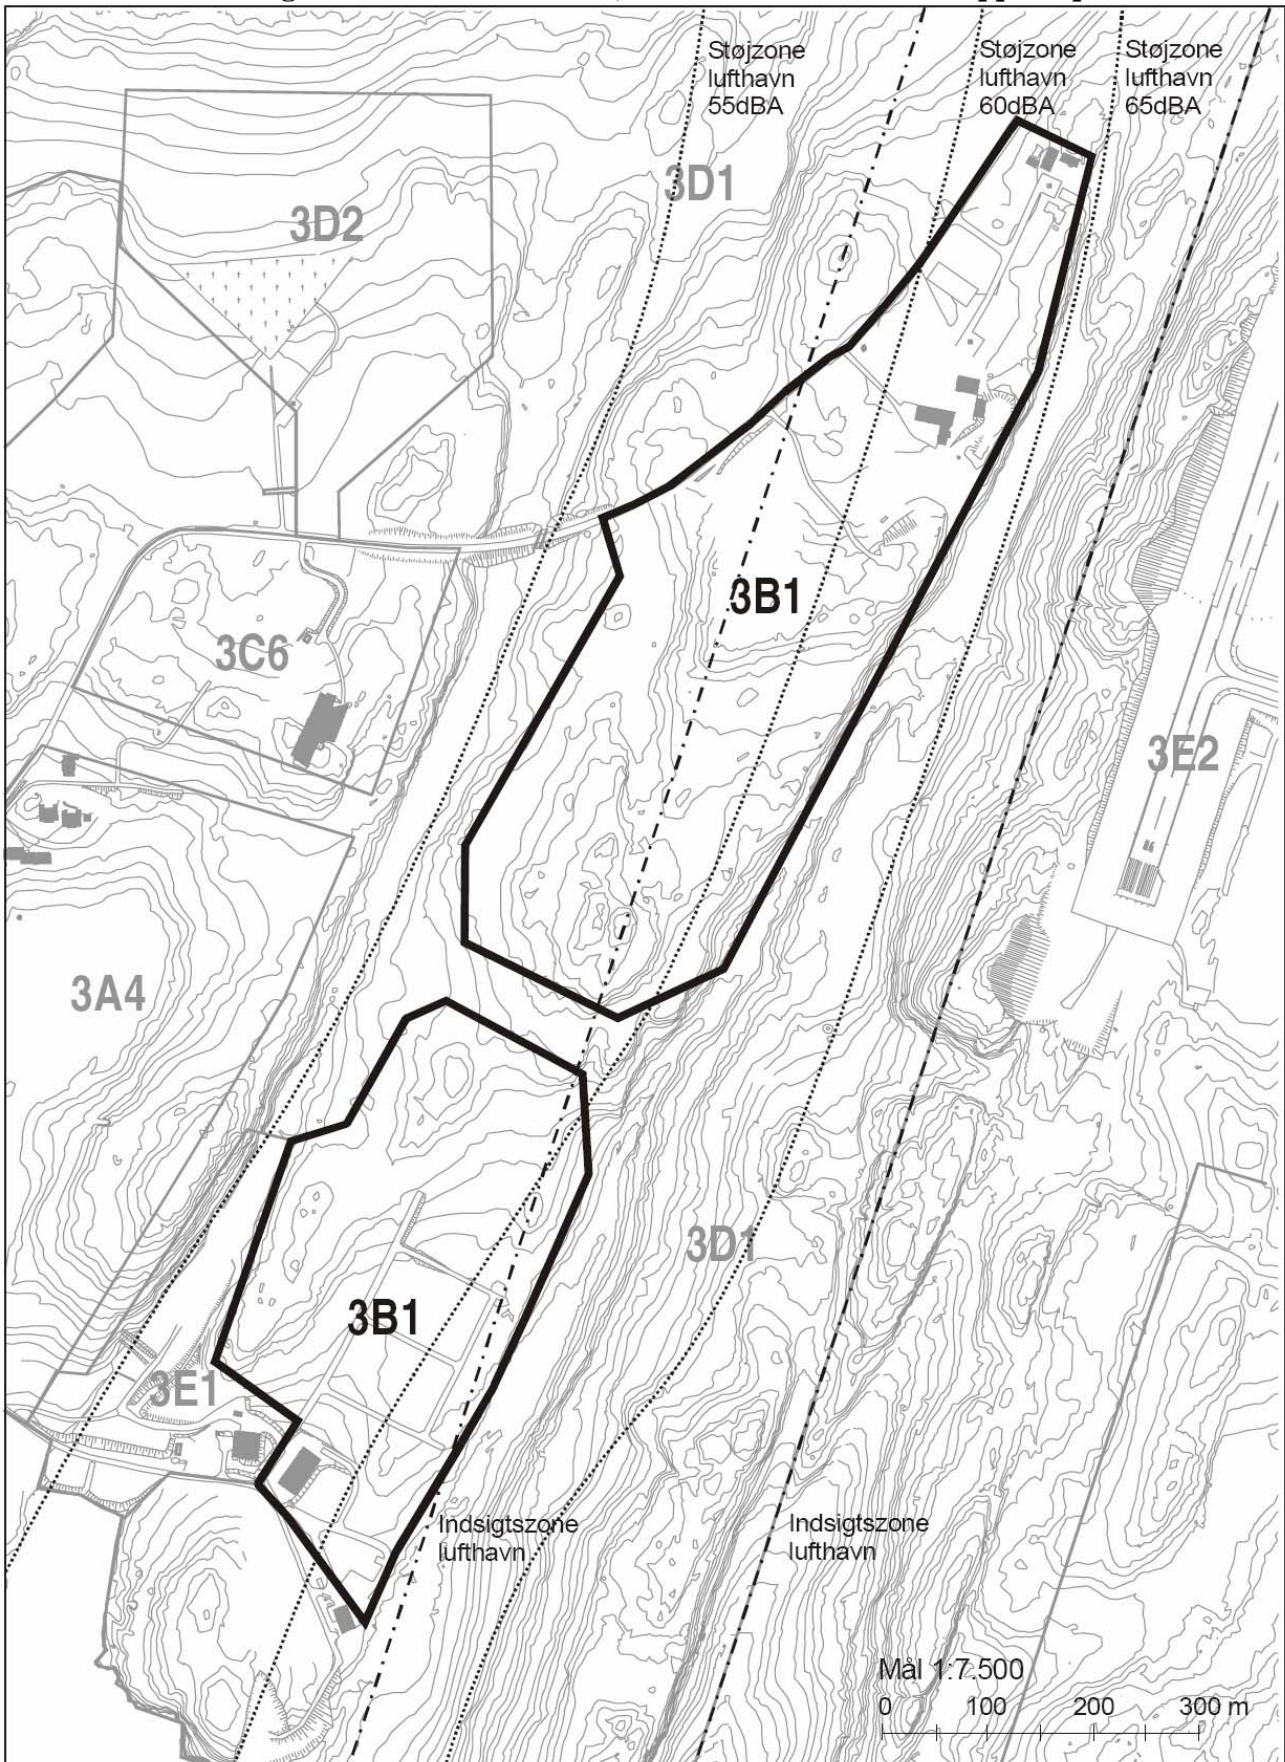 Støjzone
lufthavn
55dBA
Støjzone
lufthavn
60dBA
Støjzone
lufthavn
65dBA
3D1
3D2
3B1
3C6
3E2
3A4
3D1
3B1
3E1
Indsigtszone
lufthavn
Indsigtszone
lufthavn
Mål 1:7.500
0 100 200 300 m